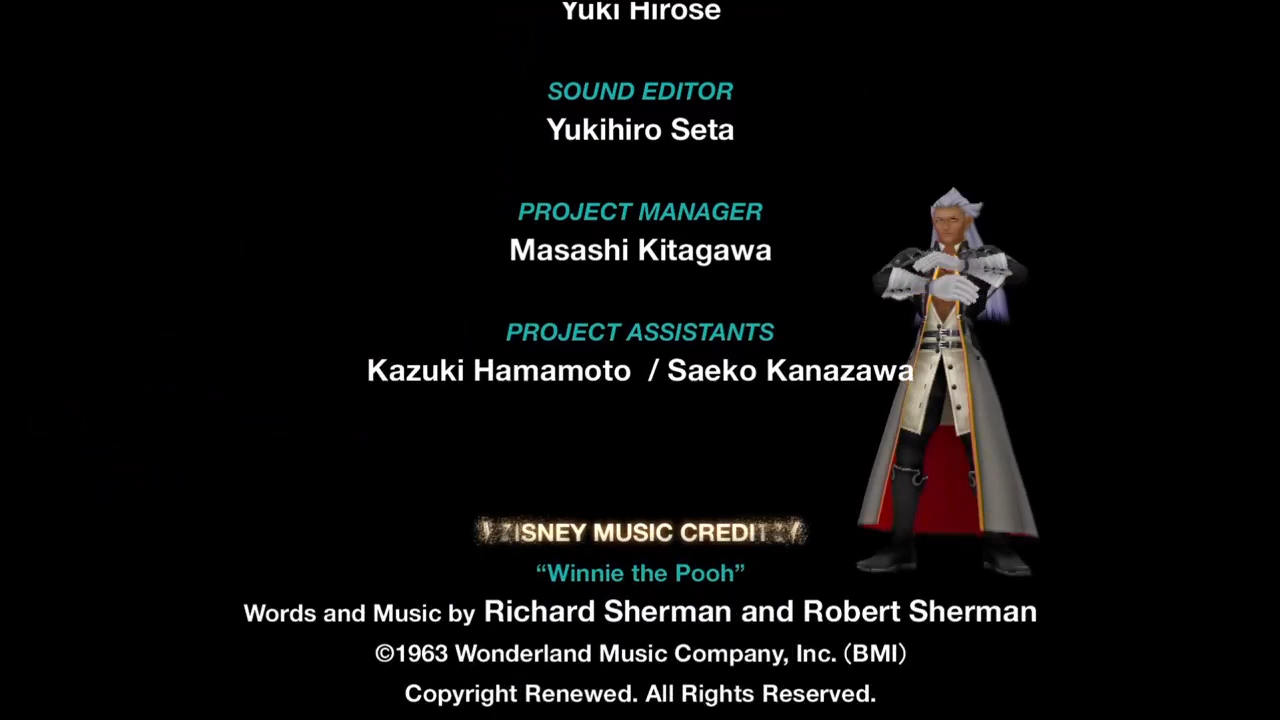 Yuki Hirose
SOUND EDITOR
Yukihiro Seta
PROJECT MANAGER
Masashi Kitagawa
PROJECT ASSISTANTS
Kazuki Hamamoto / Saeko Kanazawa
DISNEY MUSIC CREDITS
“Winnie the Pooh”
Words and Music by Richard Sherman and Robert Sherman
©1963 Wonderland Music Company, Inc. (BMI)
Copyright Renewed. All Rights Reserved.